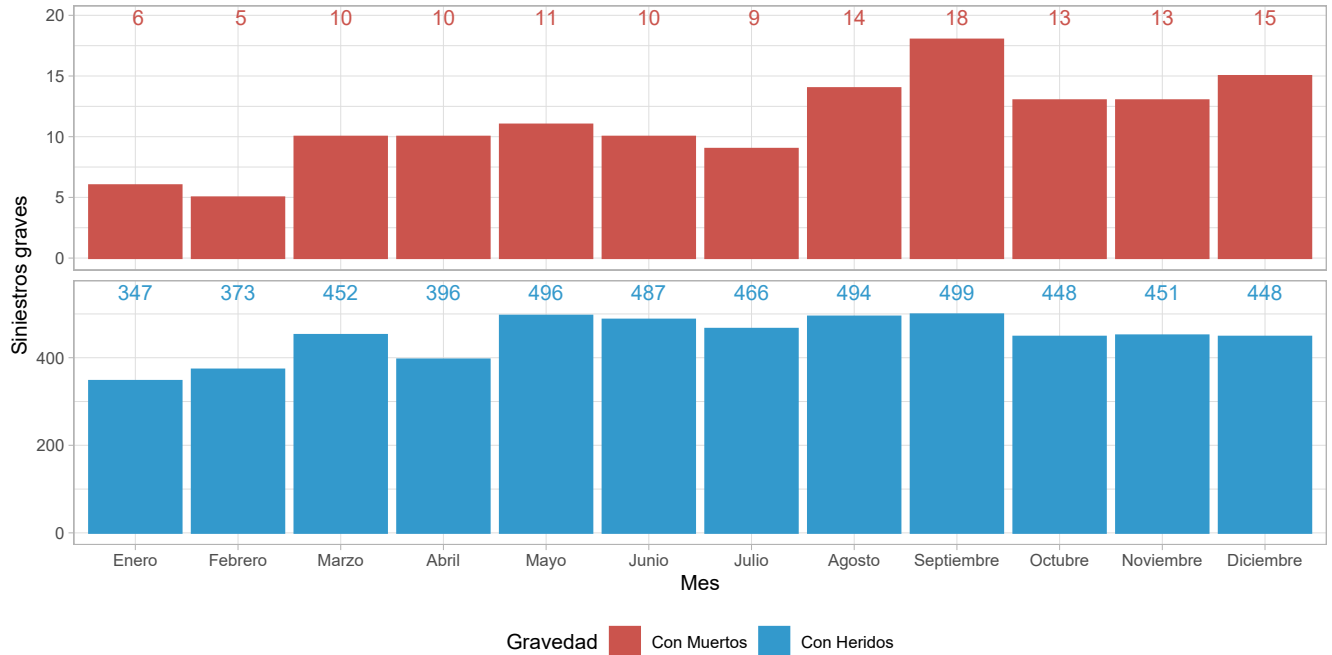 6 5 10 10 11 10 9 14 18 13 13 15
20
15
10
5
0
Siniestros graves
347 373 452 396 496 487 466 494 499 448 451 448
400
200
0
Enero Febrero Marzo Abril Mayo Junio Julio Agosto Septiembre Octubre Noviembre Diciembre
Mes
Gravedad Con Muertos Con Heridos